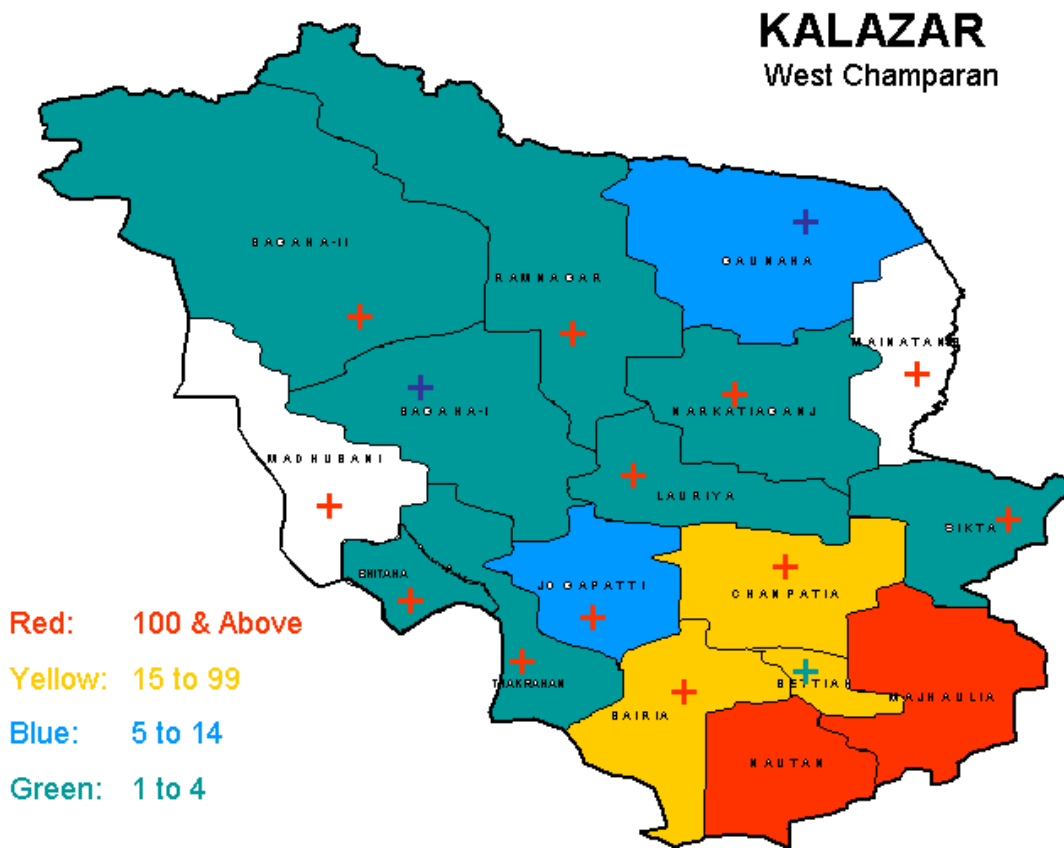 KALAZAR
West Champaran
BAGAHA-II
GAUNAHA
RAMNAGAR
MAINATAND
BAGAHA-I
NARKATIAGANJ
MADHUBANI
LAURIYA
SIKTA
BHITAHA
JOGAPATTI
CHANPATIA
THAKRAHAN
BETTIAH
MAJHAULIA
BAIRIA
NAUTAN
Red: 100 & Above
Yellow: 15 to 99
Blue: 5 to 14
Green: 1 to 4